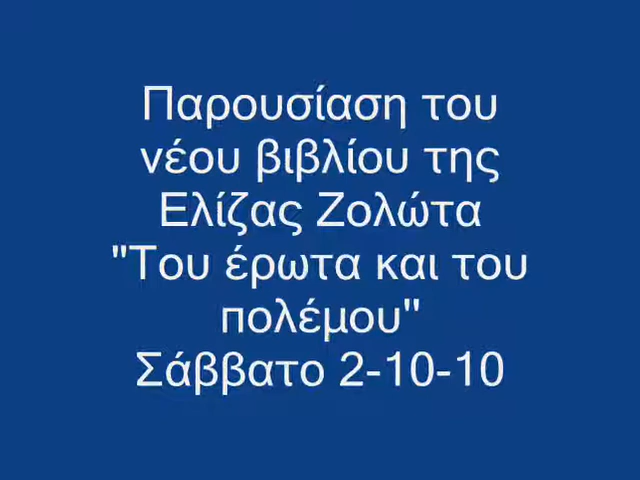 Παρουσίαση του
νέου βιβλίου της
Ελίζας Ζολώτα
"Του έρωτα και του
πολέμου"
Σάββατο 2-10-10